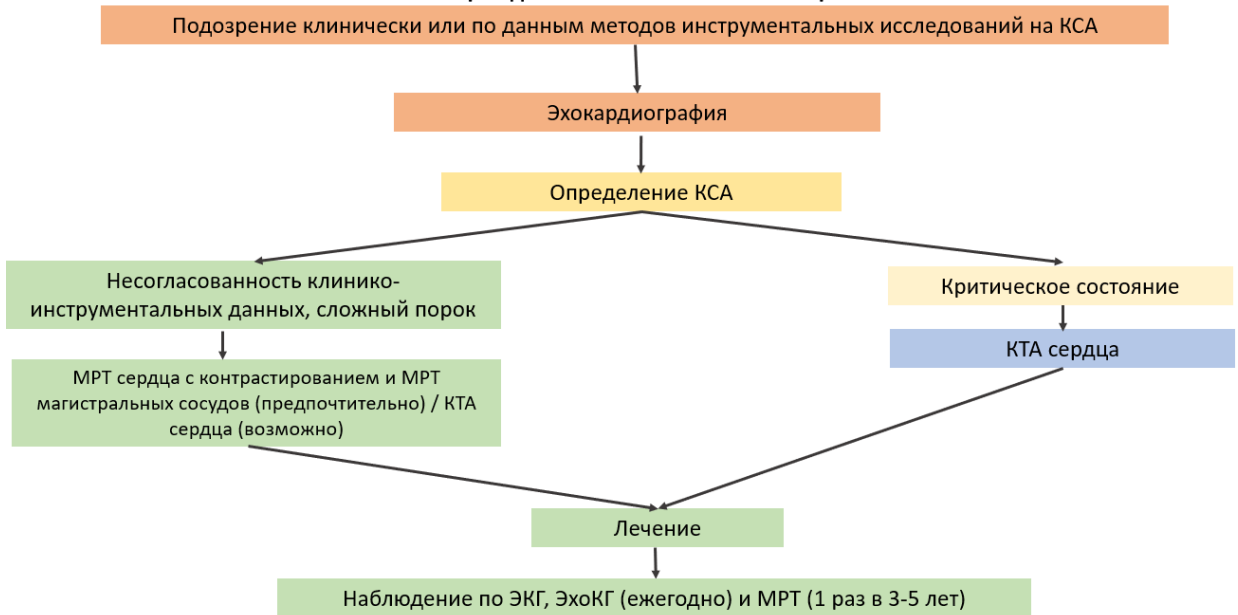 Подозрение клинически или по данным методов инструментальных исследований на КСА
Эхокардиография
Определение КСА
Несогласованность клинико-
инструментальных данных, сложный порок
Критическое состояние
КТА сердца
МРТ сердца с контрастированием и МРТ
магистральных сосудов (предпочтительно) / КТА
сердца (возможно)
Лечение
Наблюдение по ЭКГ, ЭхоКГ (ежегодно) и МРТ (1 раз в 3-5 лет)